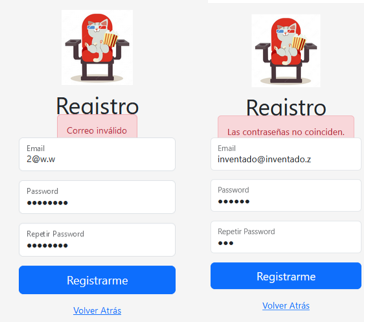 Registro
Correo inválido
Email
2@w.w
Password
●●●●●●●●
Repetir Password
●●●●●●●●
Registrarme
Volver Atrás
Registro
Las contraseñas no coinciden.
Email
inventado@inventado.z
Password
●●●●●●
Repetir Password
●●●
Registrarme
Volver Atrás